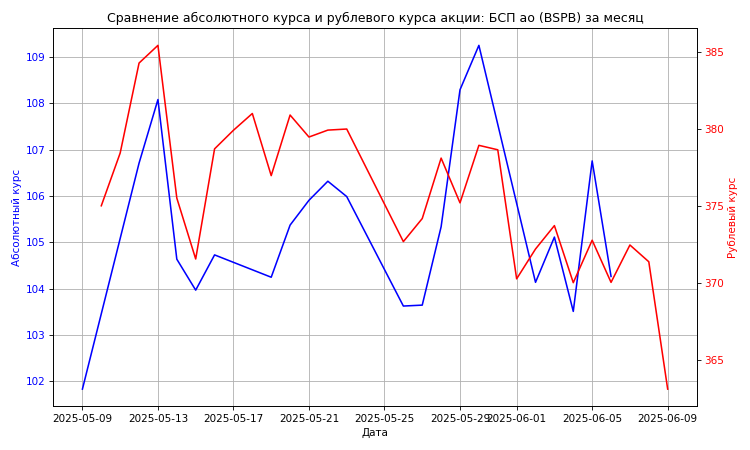 Сравнение абсолютного курса и рублевого курса акции: БСП ао (BSPB) за месяц
Абсолютный курс
109
108
107
106
105
104
103
102
385
380
375
370
365
Рублевый курс
2025-05-09 2025-05-13 2025-05-17 2025-05-21 2025-05-25 2025-05-29 2025-06-01 2025-06-05 2025-06-09
Дата